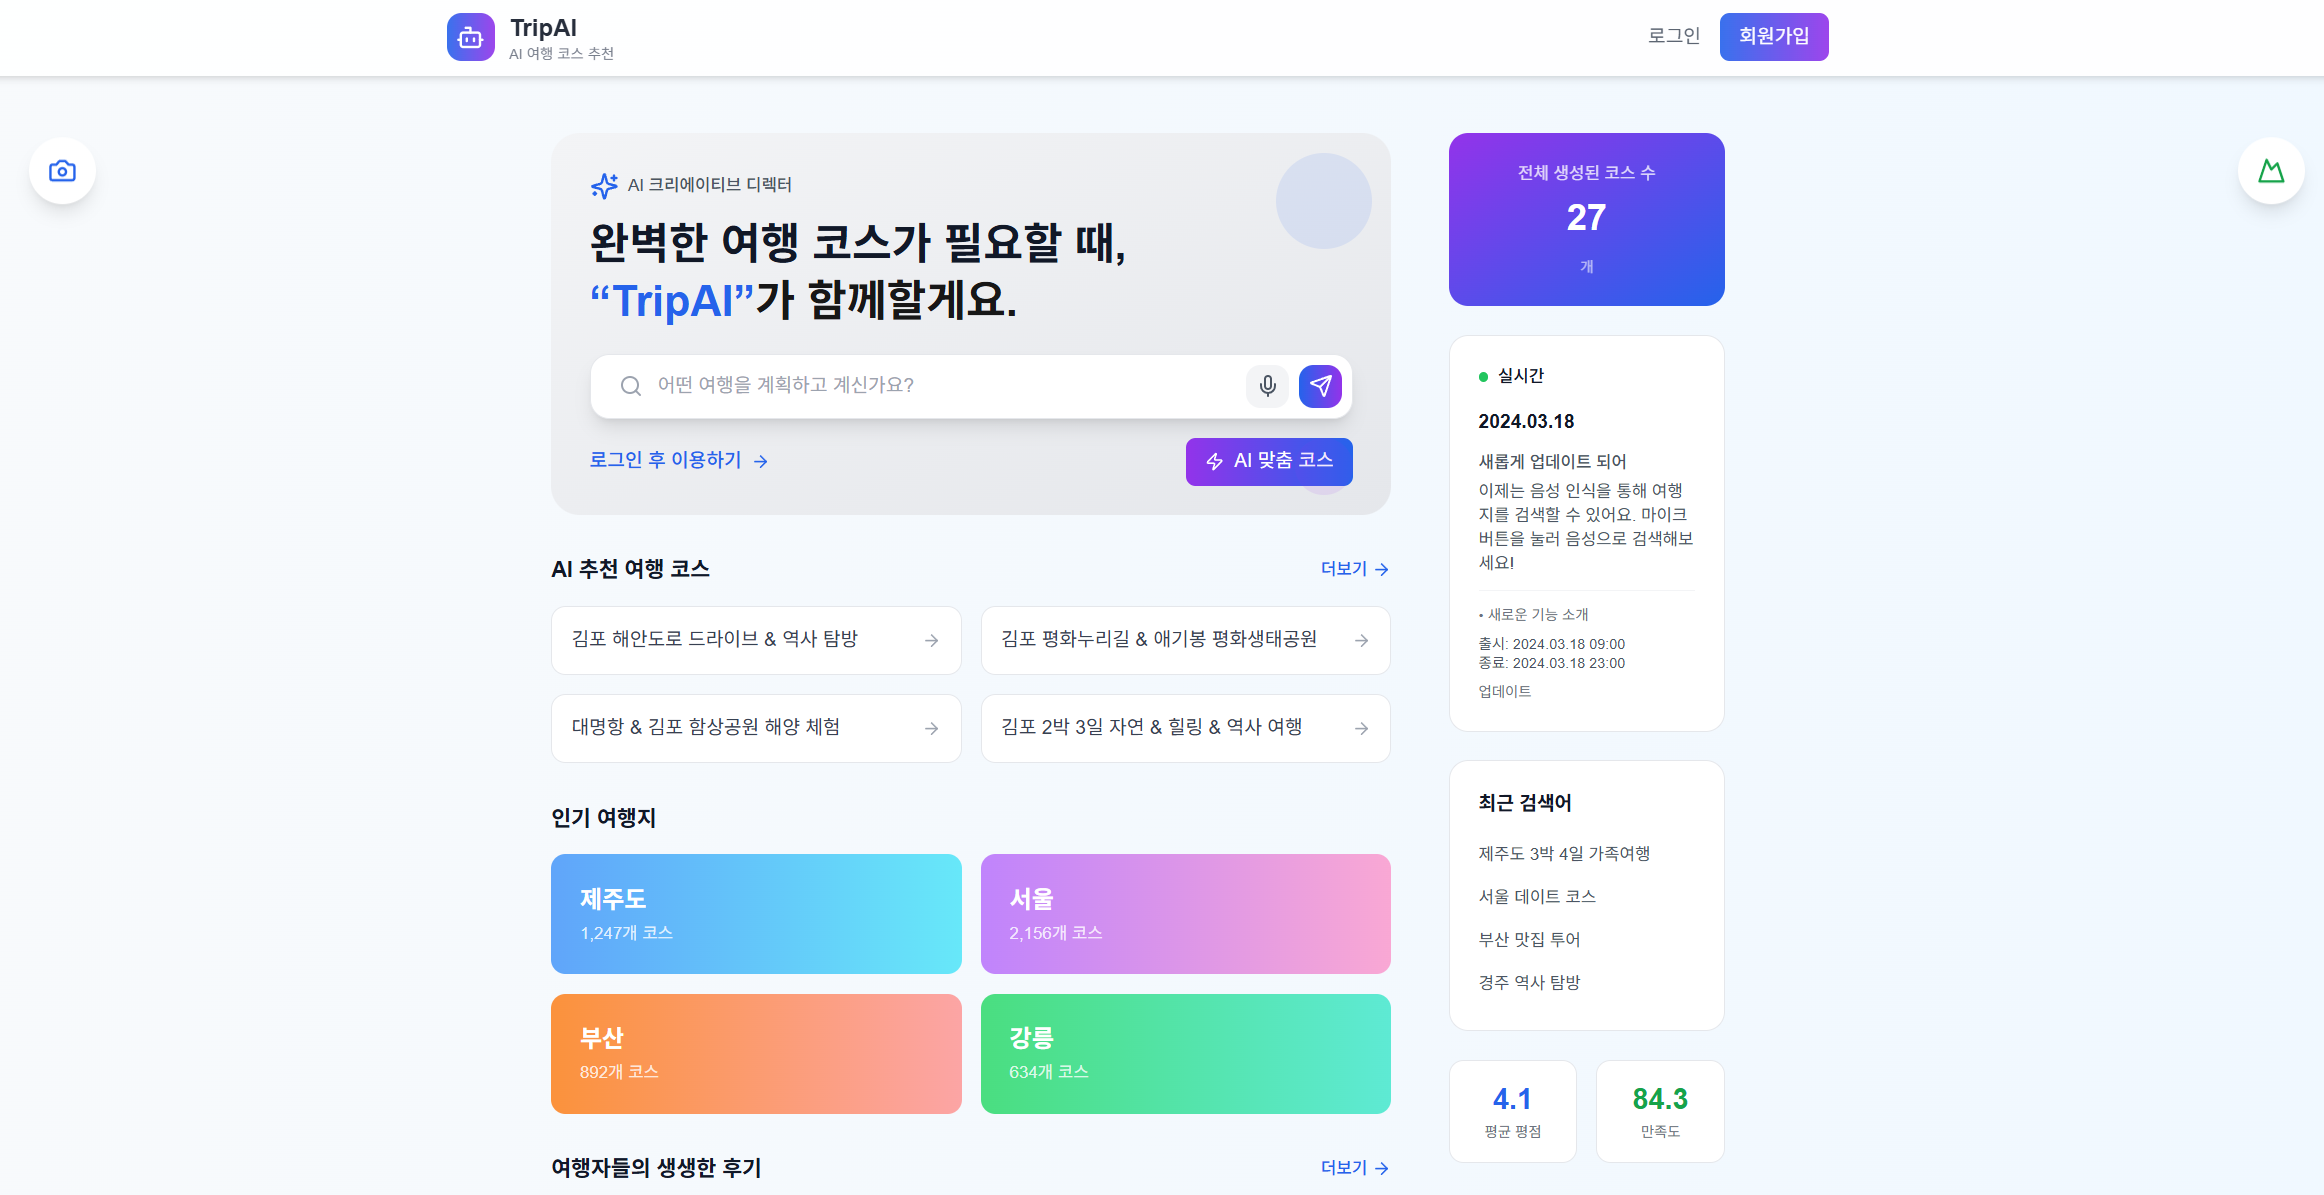 TripAI
AI 여행 코스 추천
로그인
회원가입
AI 크리에이티브 디렉터
완벽한 여행 코스가 필요할 때,
“TripAI”가 함께할게요.
어떤 여행을 계획하고 계신가요?
로그인 후 이용하기
AI 맞춤 코스
AI 추천 여행 코스
더보기
김포 해안도로 드라이브 & 역사 탐방
김포 평화누리길 & 애기봉 평화생태공원
대명항 & 김포 함상공원 해양 체험
김포 2박 3일 자연 & 힐링 & 역사 여행
인기 여행지
제주도
1,247개 코스
서울
2,156개 코스
부산
892개 코스
강릉
634개 코스
여행자들의 생생한 후기
더보기
전체 생성된 코스 수
27
개
실시간
2024.03.18
새롭게 업데이트 되어
이제는 음성 인식을 통해 여행
지를 검색할 수 있어요. 마이크
버튼을 눌러 음성으로 검색해보
세요!
• 새로운 기능 소개
출시: 2024.03.18 09:00
종료: 2024.03.18 23:00
업데이트
최근 검색어
제주도 3박 4일 가족여행
서울 데이트 코스
부산 맛집 투어
경주 역사 탐방
4.1
평균 평점
84.3
만족도